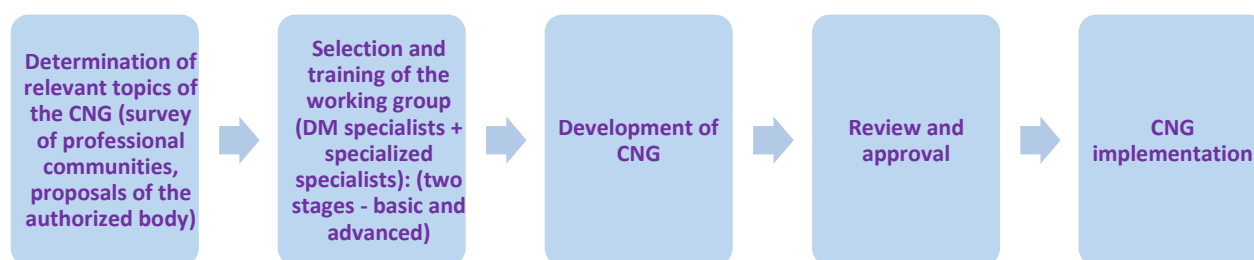 Determination of
relevant topics of
the CNG (survey
of professional
communities,
proposals of the
authorized body)
Selection and
training of the
working group
(DM specialists +
specialized
specialists): (two
stages - basic and
advanced)
Development of
CNG
Review and
approval
CNG
implementation